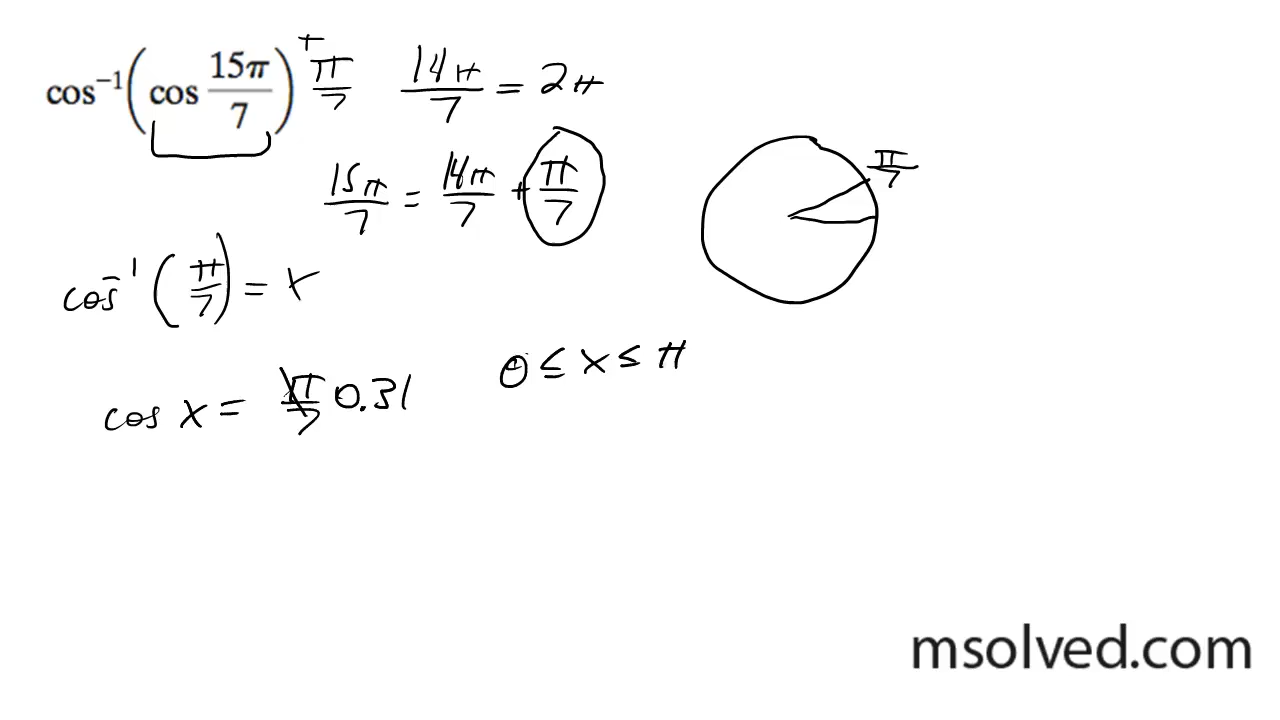 cos⁻¹(cos 15π/7) + π/7 14π/7 = 2π
15π/7 = 14π/7 + π/7
π/7
cos⁻¹(π/7) = x
cos x = π/7 0.31 0 ≤ x ≤ π
msolved.com